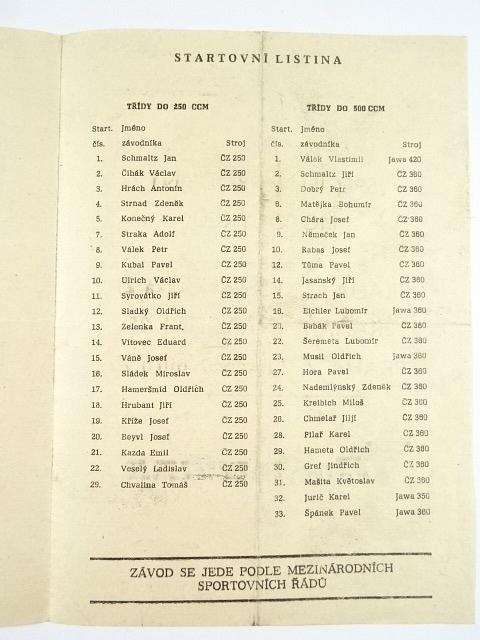 STARTOVNÍ LISTINA
TŘÍDY DO 250 CCM
Start. Jméno
čís. závodníka Stroj
1. Schmaltz Jan ČZ 250
2. Čihák Václav ČZ 250
3. Hrách Antonín ČZ 250
4. Strnad Zdeněk ČZ 250
5. Konečný Karel ČZ 250
7. Straka Adolf ČZ 250
8. Válek Petr ČZ 250
9. Kubal Pavel ČZ 250
10. Ulrich Václav ČZ 250
11. Syrovátko Jiří ČZ 250
12. Sladký Oldřich ČZ 250
13. Zelenka Frant. ČZ 250
14. Vítovec Eduard ČZ 250
15. Váně Josef ČZ 250
16. Sládek Miroslav ČZ 250
17. Hameršmíd Oldřich ČZ 250
18. Hrubant Jiří ČZ 250
19. Kříže Josef ČZ 250
20. Beyvl Josef ČZ 250
21. Kazda Emil ČZ 250
22. Veselý Ladislav ČZ 250
29. Chvalina Tomáš ČZ 250
TŘÍDY DO 500 CCM
Start. Jméno
čís. závodníka Stroj
1. Válek Vlastimil Jawa 420
2. Schmaltz Jiří ČZ 360
3. Dobrý Petr ČZ 360
6. Matějka Bohumír ČZ 360
8. Chára Josef ČZ 360
9. Němeček Jan ČZ 360
10. Rabas Josef ČZ 360
12. Tůma Pavel ČZ 360
14. Jasanský Jiří ČZ 360
15. Strach Jan ČZ 360
18. Eichler Lubomír Jawa 360
20. Babák Pavel ČZ 360
22. Šeremeta Lubomír ČZ 360
23. Musil Oldřich Jawa 360
27. Hora Pavel ČZ 360
24. Nademlýnský Zdeněk ČZ 360
25. Kreibich Miloš ČZ 360
26. Chmelař Jiljí ČZ 360
28. Pilař Karel ČZ 360
29. Hameta Oldřich ČZ 360
30. Gref Jindřich ČZ 360
31. Mašita Květoslav ČZ 360
32. Jurič Karel Jawa 350
33. Špánek Pavel Jawa 360
ZÁVOD SE JEDE PODLE MEZINÁRODNÍCH
SPORTOVNÍCH ŘÁDŮ